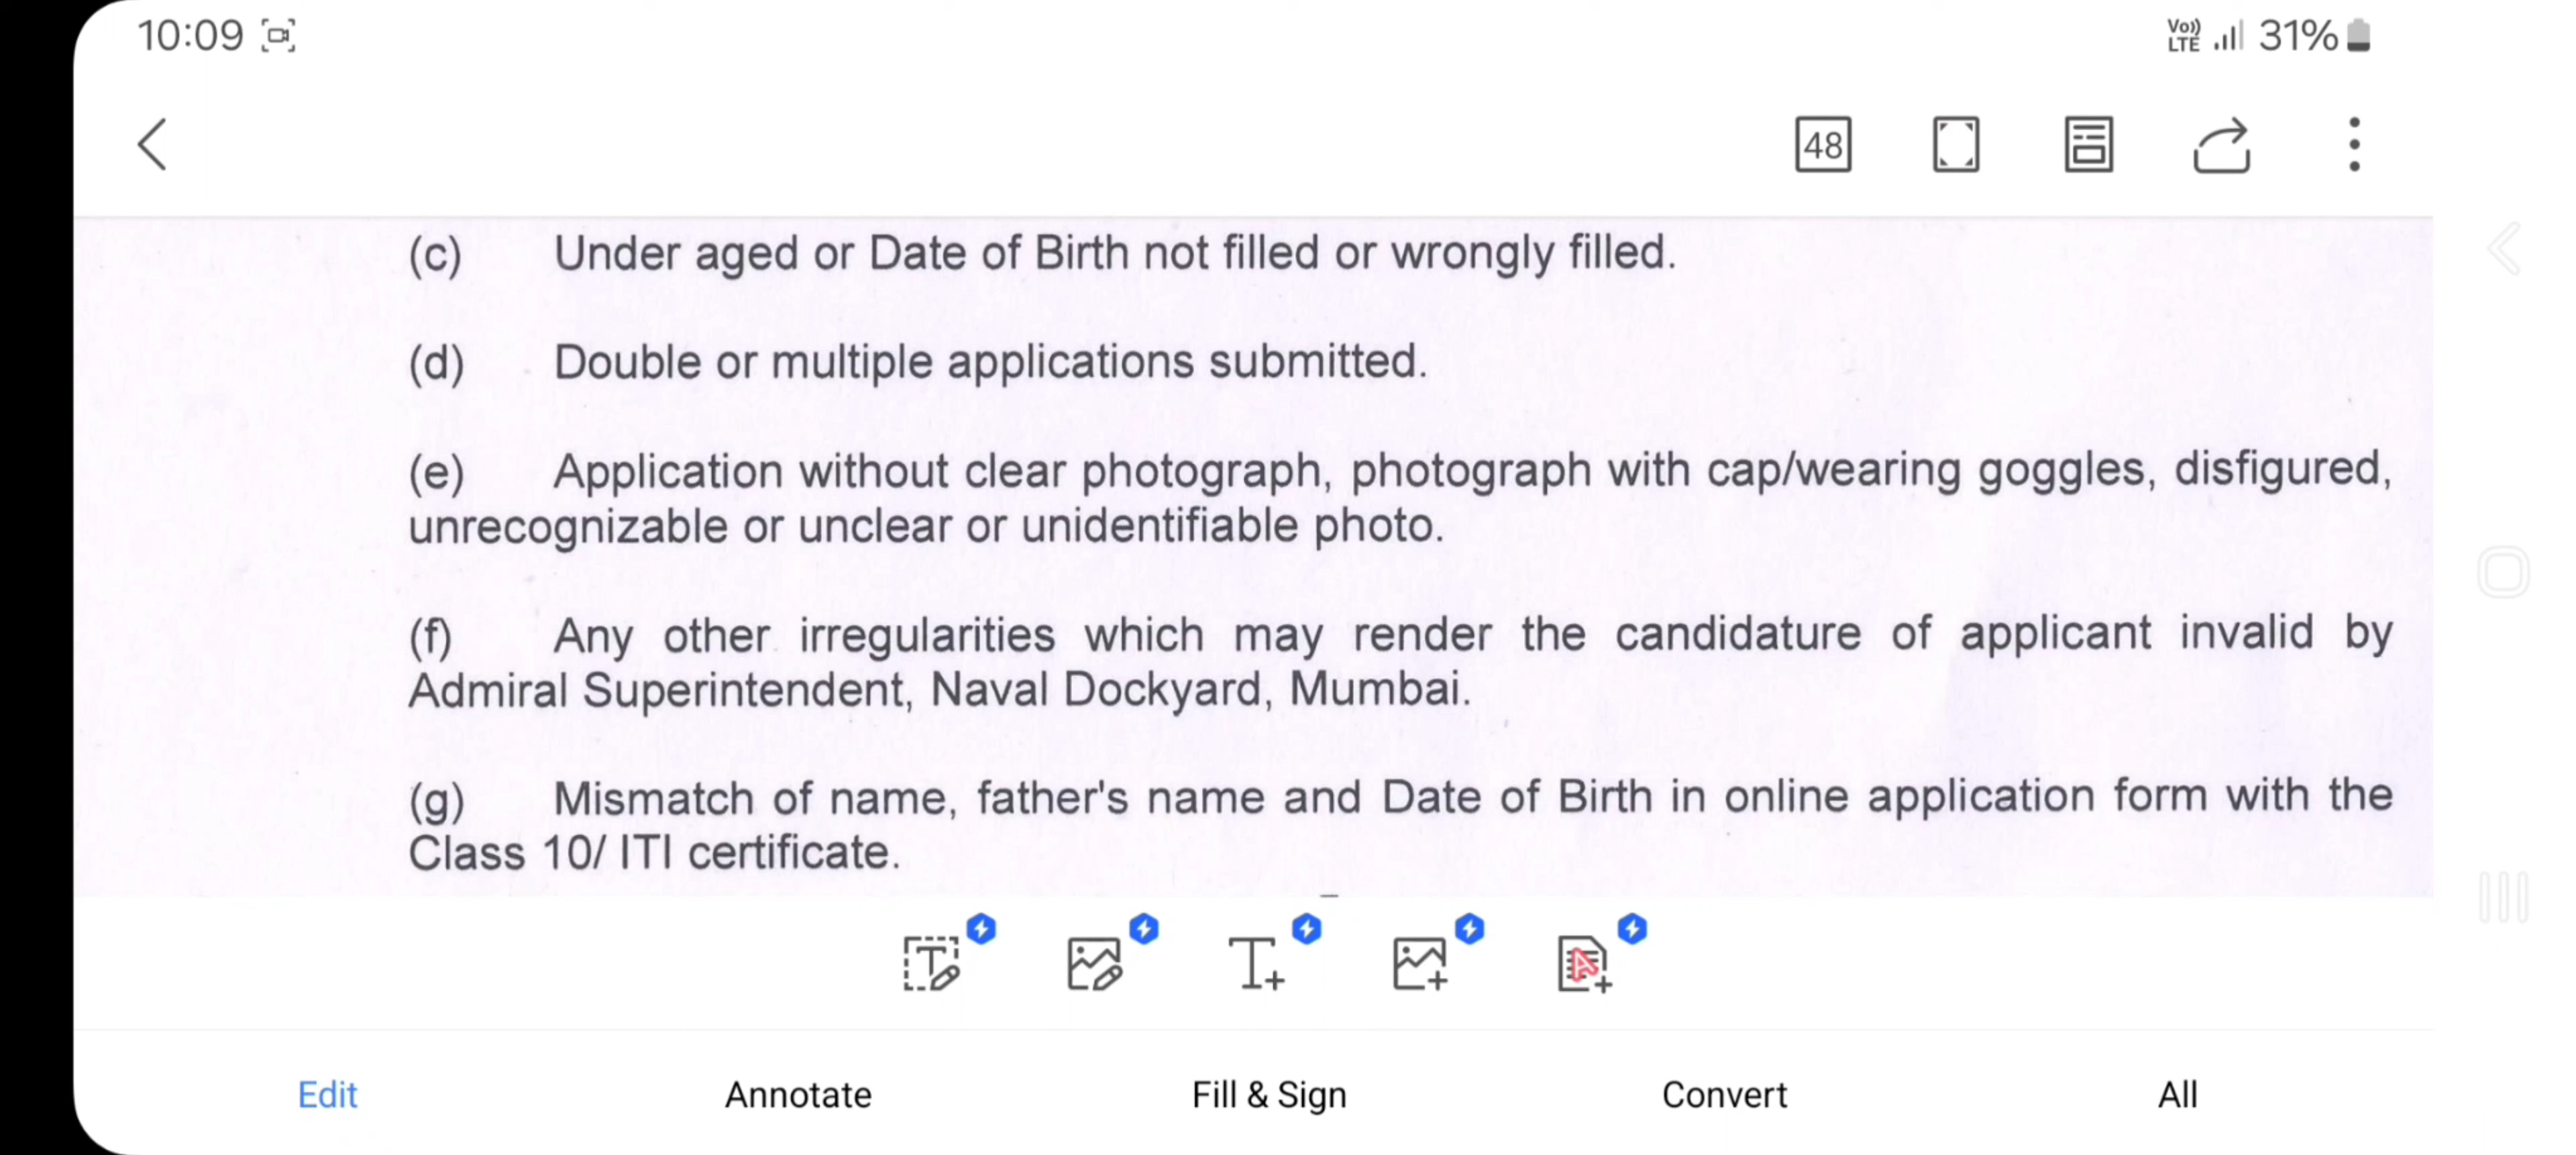 10:09
Vo)) LTE 31%
48
(c) Under aged or Date of Birth not filled or wrongly filled.
(d) Double or multiple applications submitted.
(e) Application without clear photograph, photograph with cap/wearing goggles, disfigured,
unrecognizable or unclear or unidentifiable photo.
(f) Any other irregularities which may render the candidature of applicant invalid by
Admiral Superintendent, Naval Dockyard, Mumbai.
(g) Mismatch of name, father's name and Date of Birth in online application form with the
Class 10/ ITI certificate.
Edit Annotate Fill & Sign Convert All